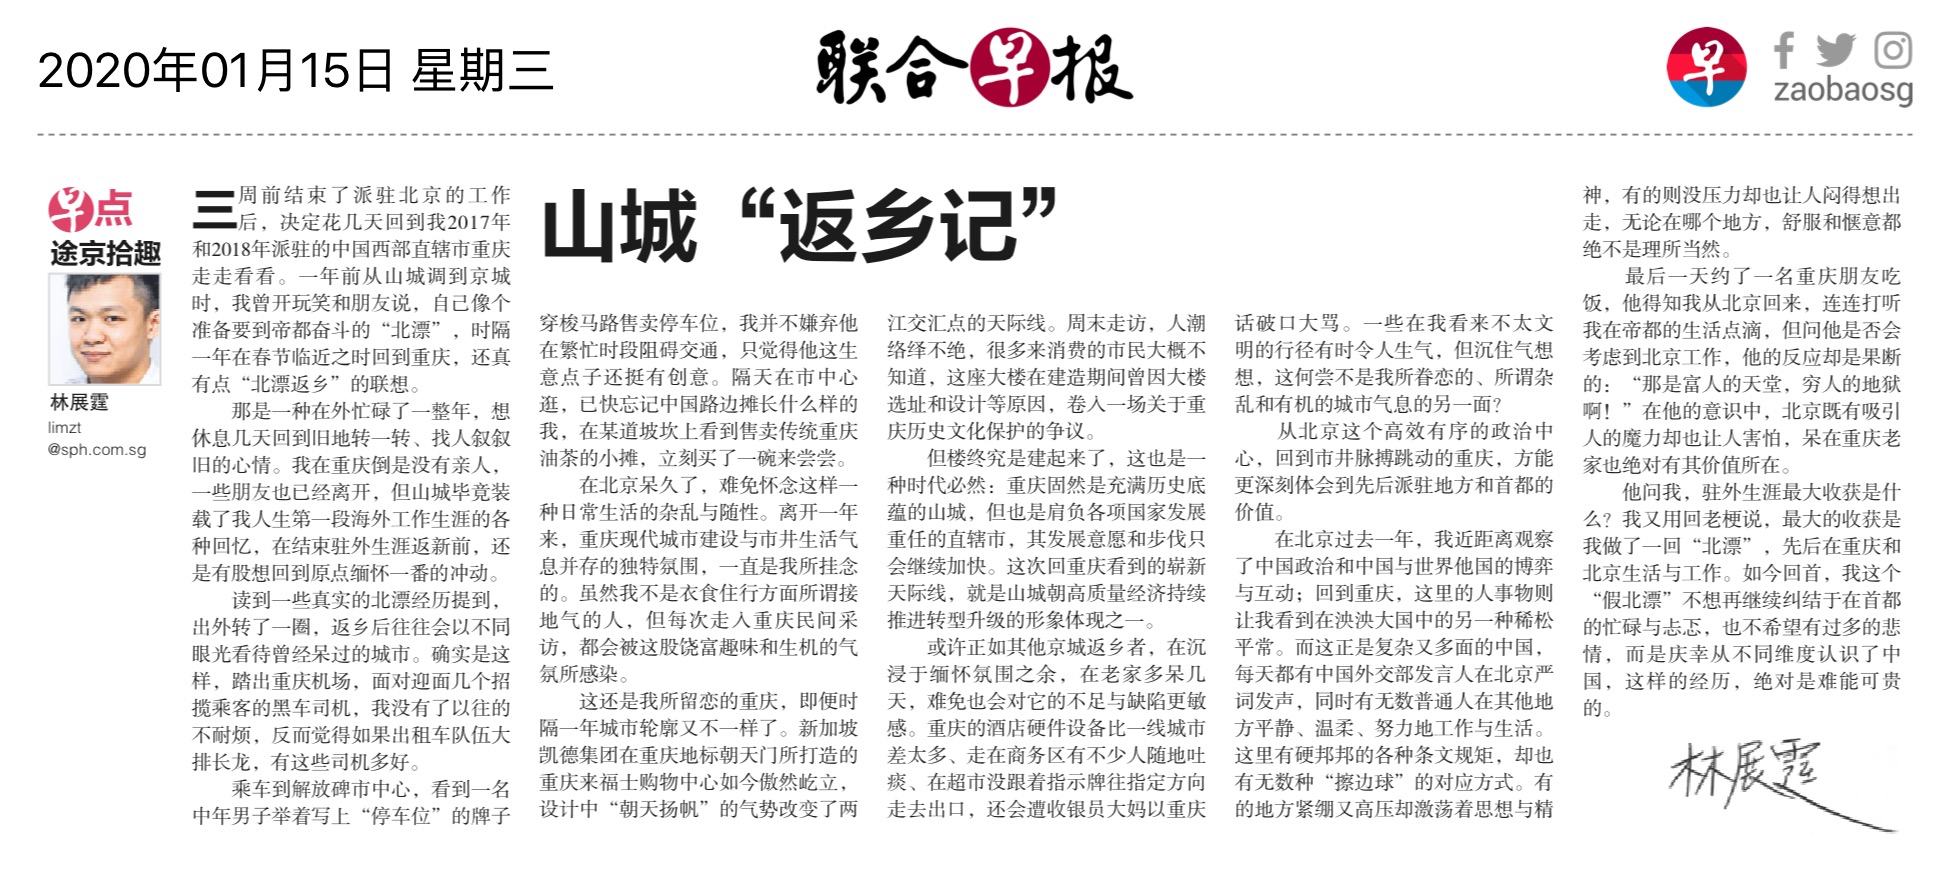 2020年01月15日 星期三
联合早报
早
zaobaosg
早点
途京拾趣
林展霆
limzt
@sph.com.sg
山城“返乡记”
三周前结束了派驻北京的工作
后，决定花几天回到我2017年
和2018年派驻的中国西部直辖市重庆
走走看看。一年前从山城调到京城
时，我曾开玩笑和朋友说，自己像个
准备要到帝都奋斗的“北漂”，时隔
一年在春节临近之时回到重庆，还真
有点“北漂返乡”的联想。
那是一种在外忙碌了一整年，想
休息几天回到旧地转一转、找人叙叙
旧的心情。我在重庆倒是没有亲人，
一些朋友也已经离开，但山城毕竟装
载了我人生第一段海外工作生涯的各
种回忆，在结束驻外生涯返新前，还
是有股想回到原点缅怀一番的冲动。
读到一些真实的北漂经历提到，
出外转了一圈，返乡后往往会以不同
眼光看待曾经呆过的城市。确实是这
样，踏出重庆机场，面对迎面几个招
揽乘客的黑车司机，我没有了以往的
不耐烦，反而觉得如果出租车队伍大
排长龙，有这些司机多好。
乘车到解放碑市中心，看到一名
中年男子举着写上“停车位”的牌子
穿梭马路售卖停车位，我并不嫌弃他
在繁忙时段阻碍交通，只觉得他这生
意点子还挺有创意。隔天在市中心
逛，已快忘记中国路边摊长什么样的
我，在某道坡坎上看到售卖传统重庆
油茶的小摊，立刻买了一碗来尝尝。
在北京呆久了，难免怀念这样一
种日常生活的杂乱与随性。离开一年
来，重庆现代城市建设与市井生活气
息并存的独特氛围，一直是我所挂念
的。虽然我不是衣食住行方面所谓接
地气的人，但每次走入重庆民间采
访，都会被这股饶富趣味和生机的气
氛所感染。
这还是我所留恋的重庆，即便时
隔一年城市轮廓又不一样了。新加坡
凯德集团在重庆地标朝天门所打造的
重庆来福士购物中心如今傲然屹立，
设计中“朝天扬帆”的气势改变了两
江交汇点的天际线。周末走访，人潮
络绎不绝，很多来消费的市民大概不
知道，这座大楼在建造期间曾因大楼
选址和设计等原因，卷入一场关于重
庆历史文化保护的争议。
但楼终究是建起来了，这也是一
种时代必然：重庆固然是充满历史底
蕴的山城，但也是肩负各项国家发展
重任的直辖市，其发展意愿和步伐只
会继续加快。这次回重庆看到的崭新
天际线，就是山城朝高质量经济持续
推进转型升级的形象体现之一。
或许正如其他京城返乡者，在沉
浸于缅怀氛围之余，在老家多呆几
天，难免也会对它的不足与缺陷更敏
感。重庆的酒店硬件设备比一线城市
差太多、走在商务区有不少人随地吐
痰、在超市没跟着指示牌往指定方向
走去出口，还会遭收银员大妈以重庆
话破口大骂。一些在我看来不太文
明的行径有时令人生气，但沉住气想
想，这何尝不是我所眷恋的、所谓杂
乱和有机的城市气息的另一面？
从北京这个高效有序的政治中
心，回到市井脉搏跳动的重庆，方能
更深刻体会到先后派驻地方和首都的
价值。
在北京过去一年，我近距离观察
了中国政治和中国与世界他国的博弈
与互动；回到重庆，这里的人事物则
让我看到在泱泱大国中的另一种稀松
平常。而这正是复杂又多面的中国，
每天都有中国外交部发言人在北京严
词发声，同时有无数普通人在其他地
方平静、温柔、努力地工作与生活。
这里有硬邦邦的各种条文规矩，却也
有无数种“擦边球”的对应方式。有
的地方紧绷又高压却激荡着思想与精
神，有的则没压力却也让人闷得想出
走，无论在哪个地方，舒服和惬意都
绝不是理所当然。
最后一天约了一名重庆朋友吃
饭，他得知我从北京回来，连连打听
我在帝都的生活点滴，但问他是否会
考虑到北京工作，他的反应却是果断
的：“那是富人的天堂，穷人的地狱
啊！”在他的意识中，北京既有吸引
人的魔力却也让人害怕，呆在重庆老
家也绝对有其价值所在。
他问我，驻外生涯最大收获是什
么？我又用回老梗说，最大的收获是
我做了一回“北漂”，先后在重庆和
北京生活与工作。如今回首，我这个
“假北漂”不想再继续纠结于在首都
的忙碌与忐忑，也不希望有过多的悲
情，而是庆幸从不同维度认识了中
国，这样的经历，绝对是难能可贵
的。
林展霆